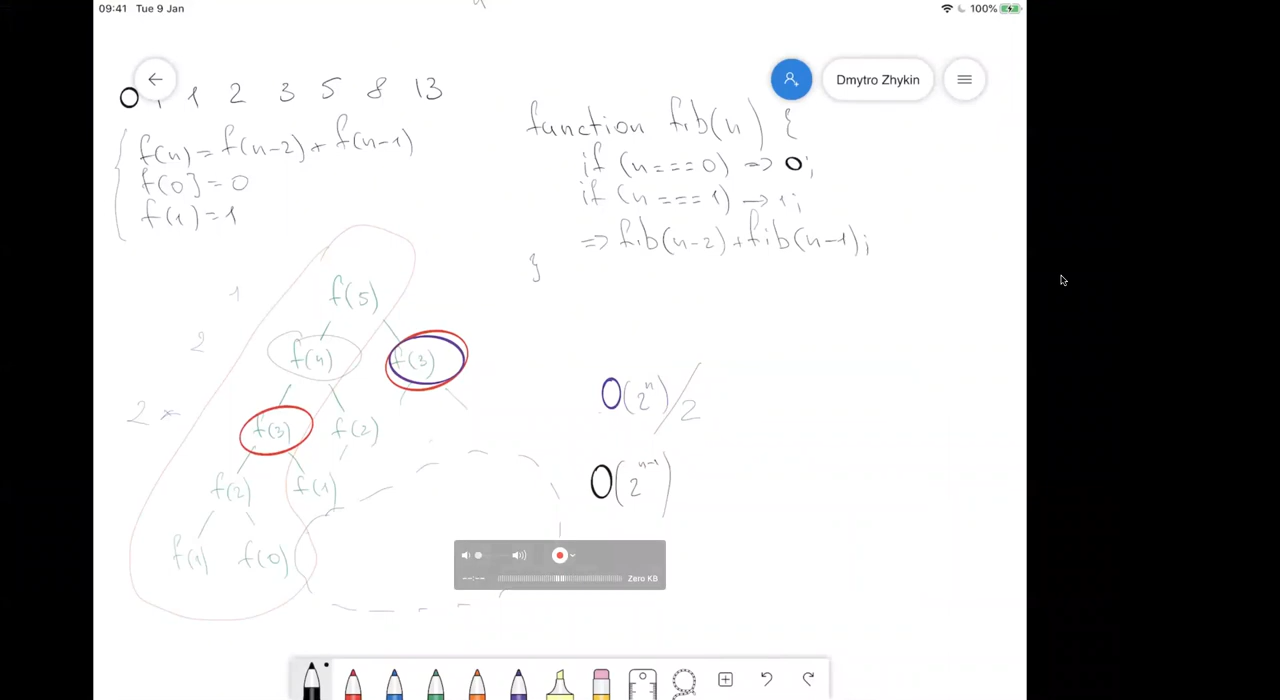 09:41 Tue 9 Jan
100%
Dmytro Zhykin
0, 1 2 3 5 8 13
f(n) = f(n-2) + f(n-1)
f(0) = 0
f(1) = 1
function fib(n) {
if (n === 0) => 0;
if (n === 1) -> 1;
=> fib(n-2) + fib(n-1);
}
1
f(5)
2
f(4) f(3)
2 *
f(3) f(2)
f(2) f(1)
f(1) f(0)
O(2^n)/2
O(2^n-1)
--:-- Zero KB